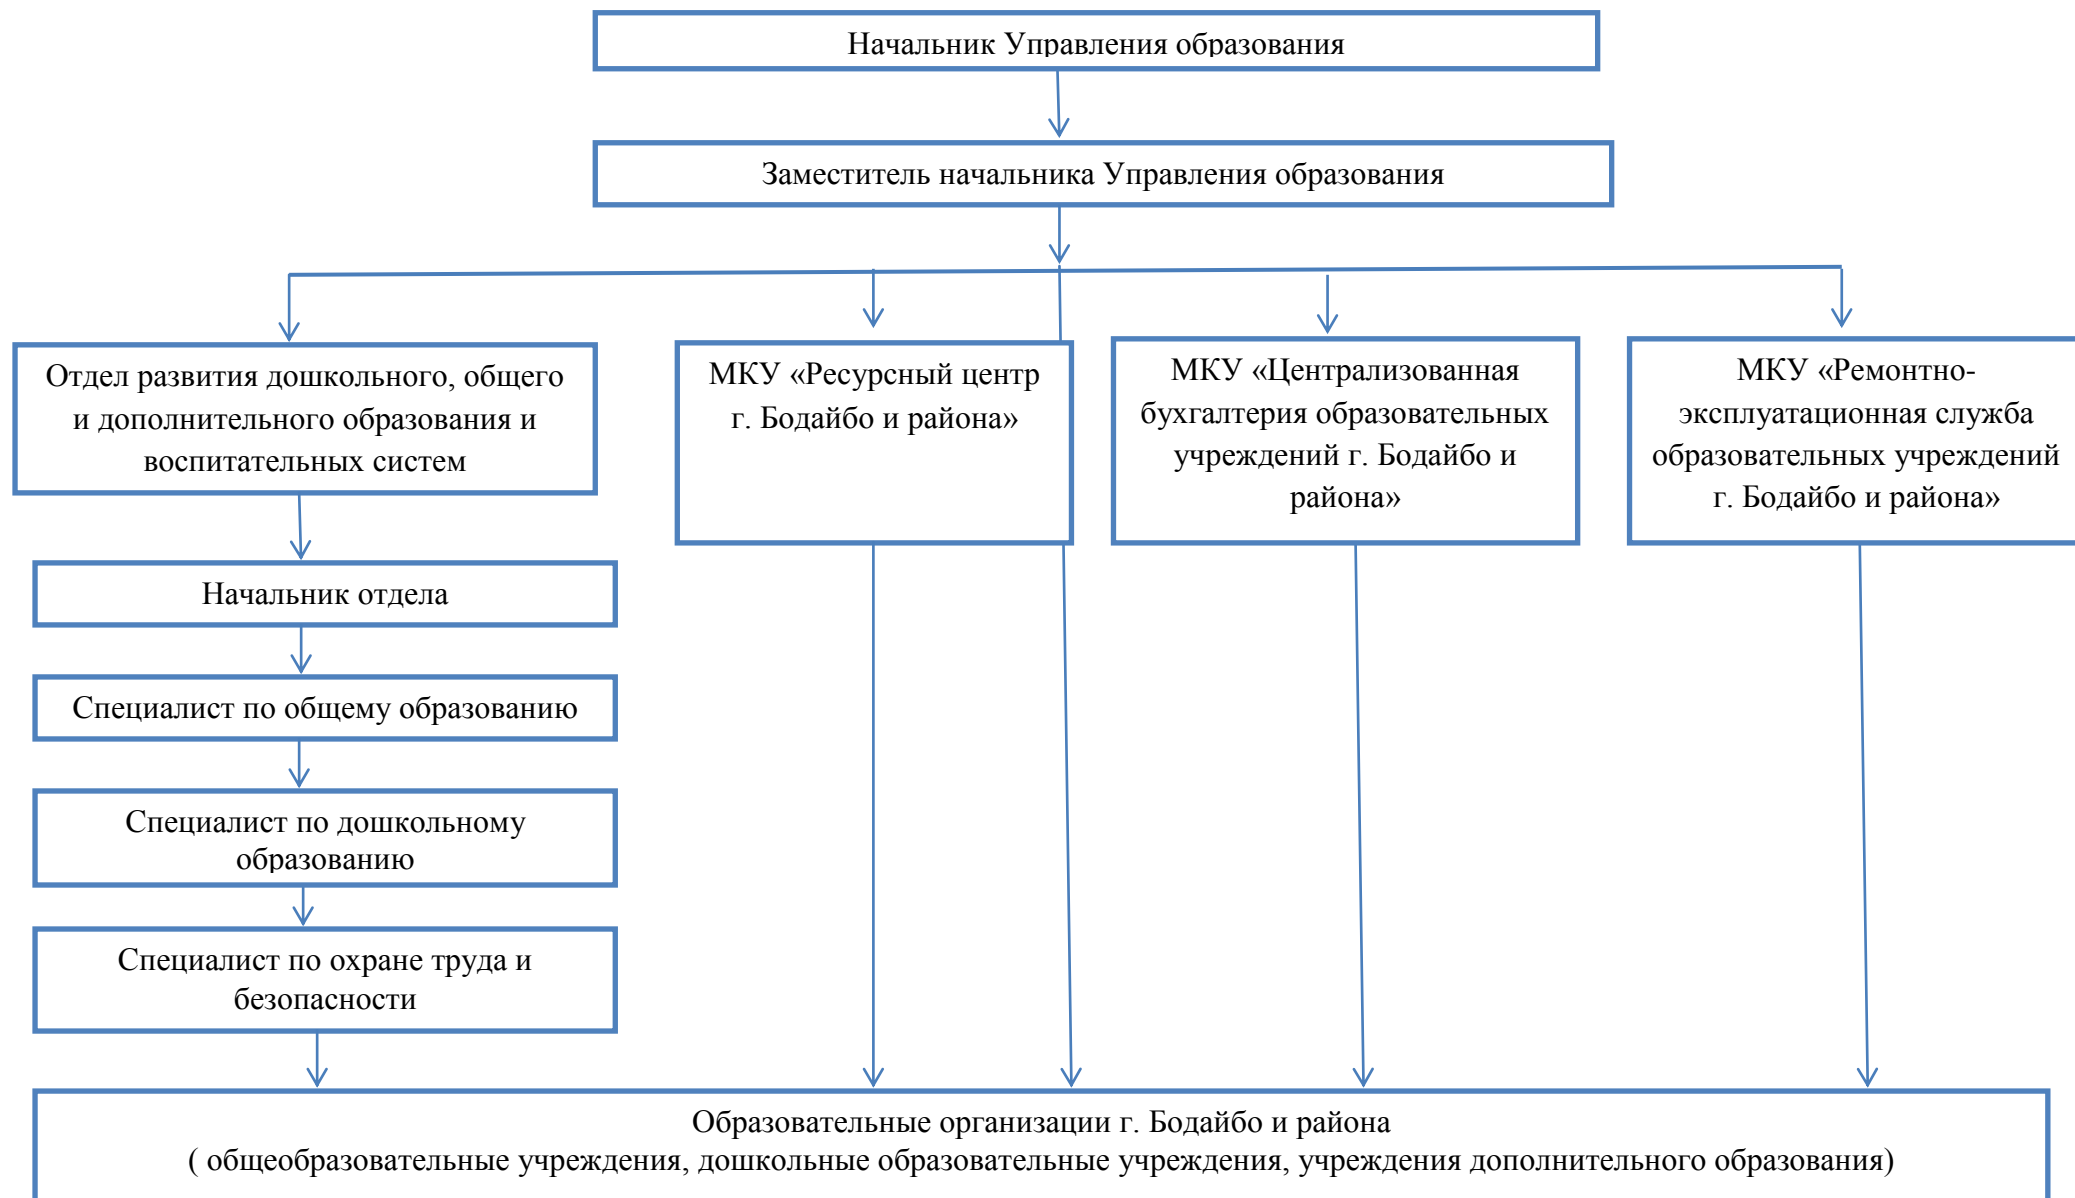 Начальник Управления образования
Заместитель начальника Управления образования
Отдел развития дошкольного, общего
и дополнительного образования и
воспитательных систем
МКУ «Ресурсный центр
г. Бодайбо и района»
МКУ «Централизованная
бухгалтерия образовательных
учреждений г. Бодайбо и
района»
МКУ «Ремонтно-
эксплуатационная служба
образовательных учреждений
г. Бодайбо и района»
Начальник отдела
Специалист по общему образованию
Специалист по дошкольному
образованию
Специалист по охране труда и
безопасности
Образовательные организации г. Бодайбо и района
( общеобразовательные учреждения, дошкольные образовательные учреждения, учреждения дополнительного образования)